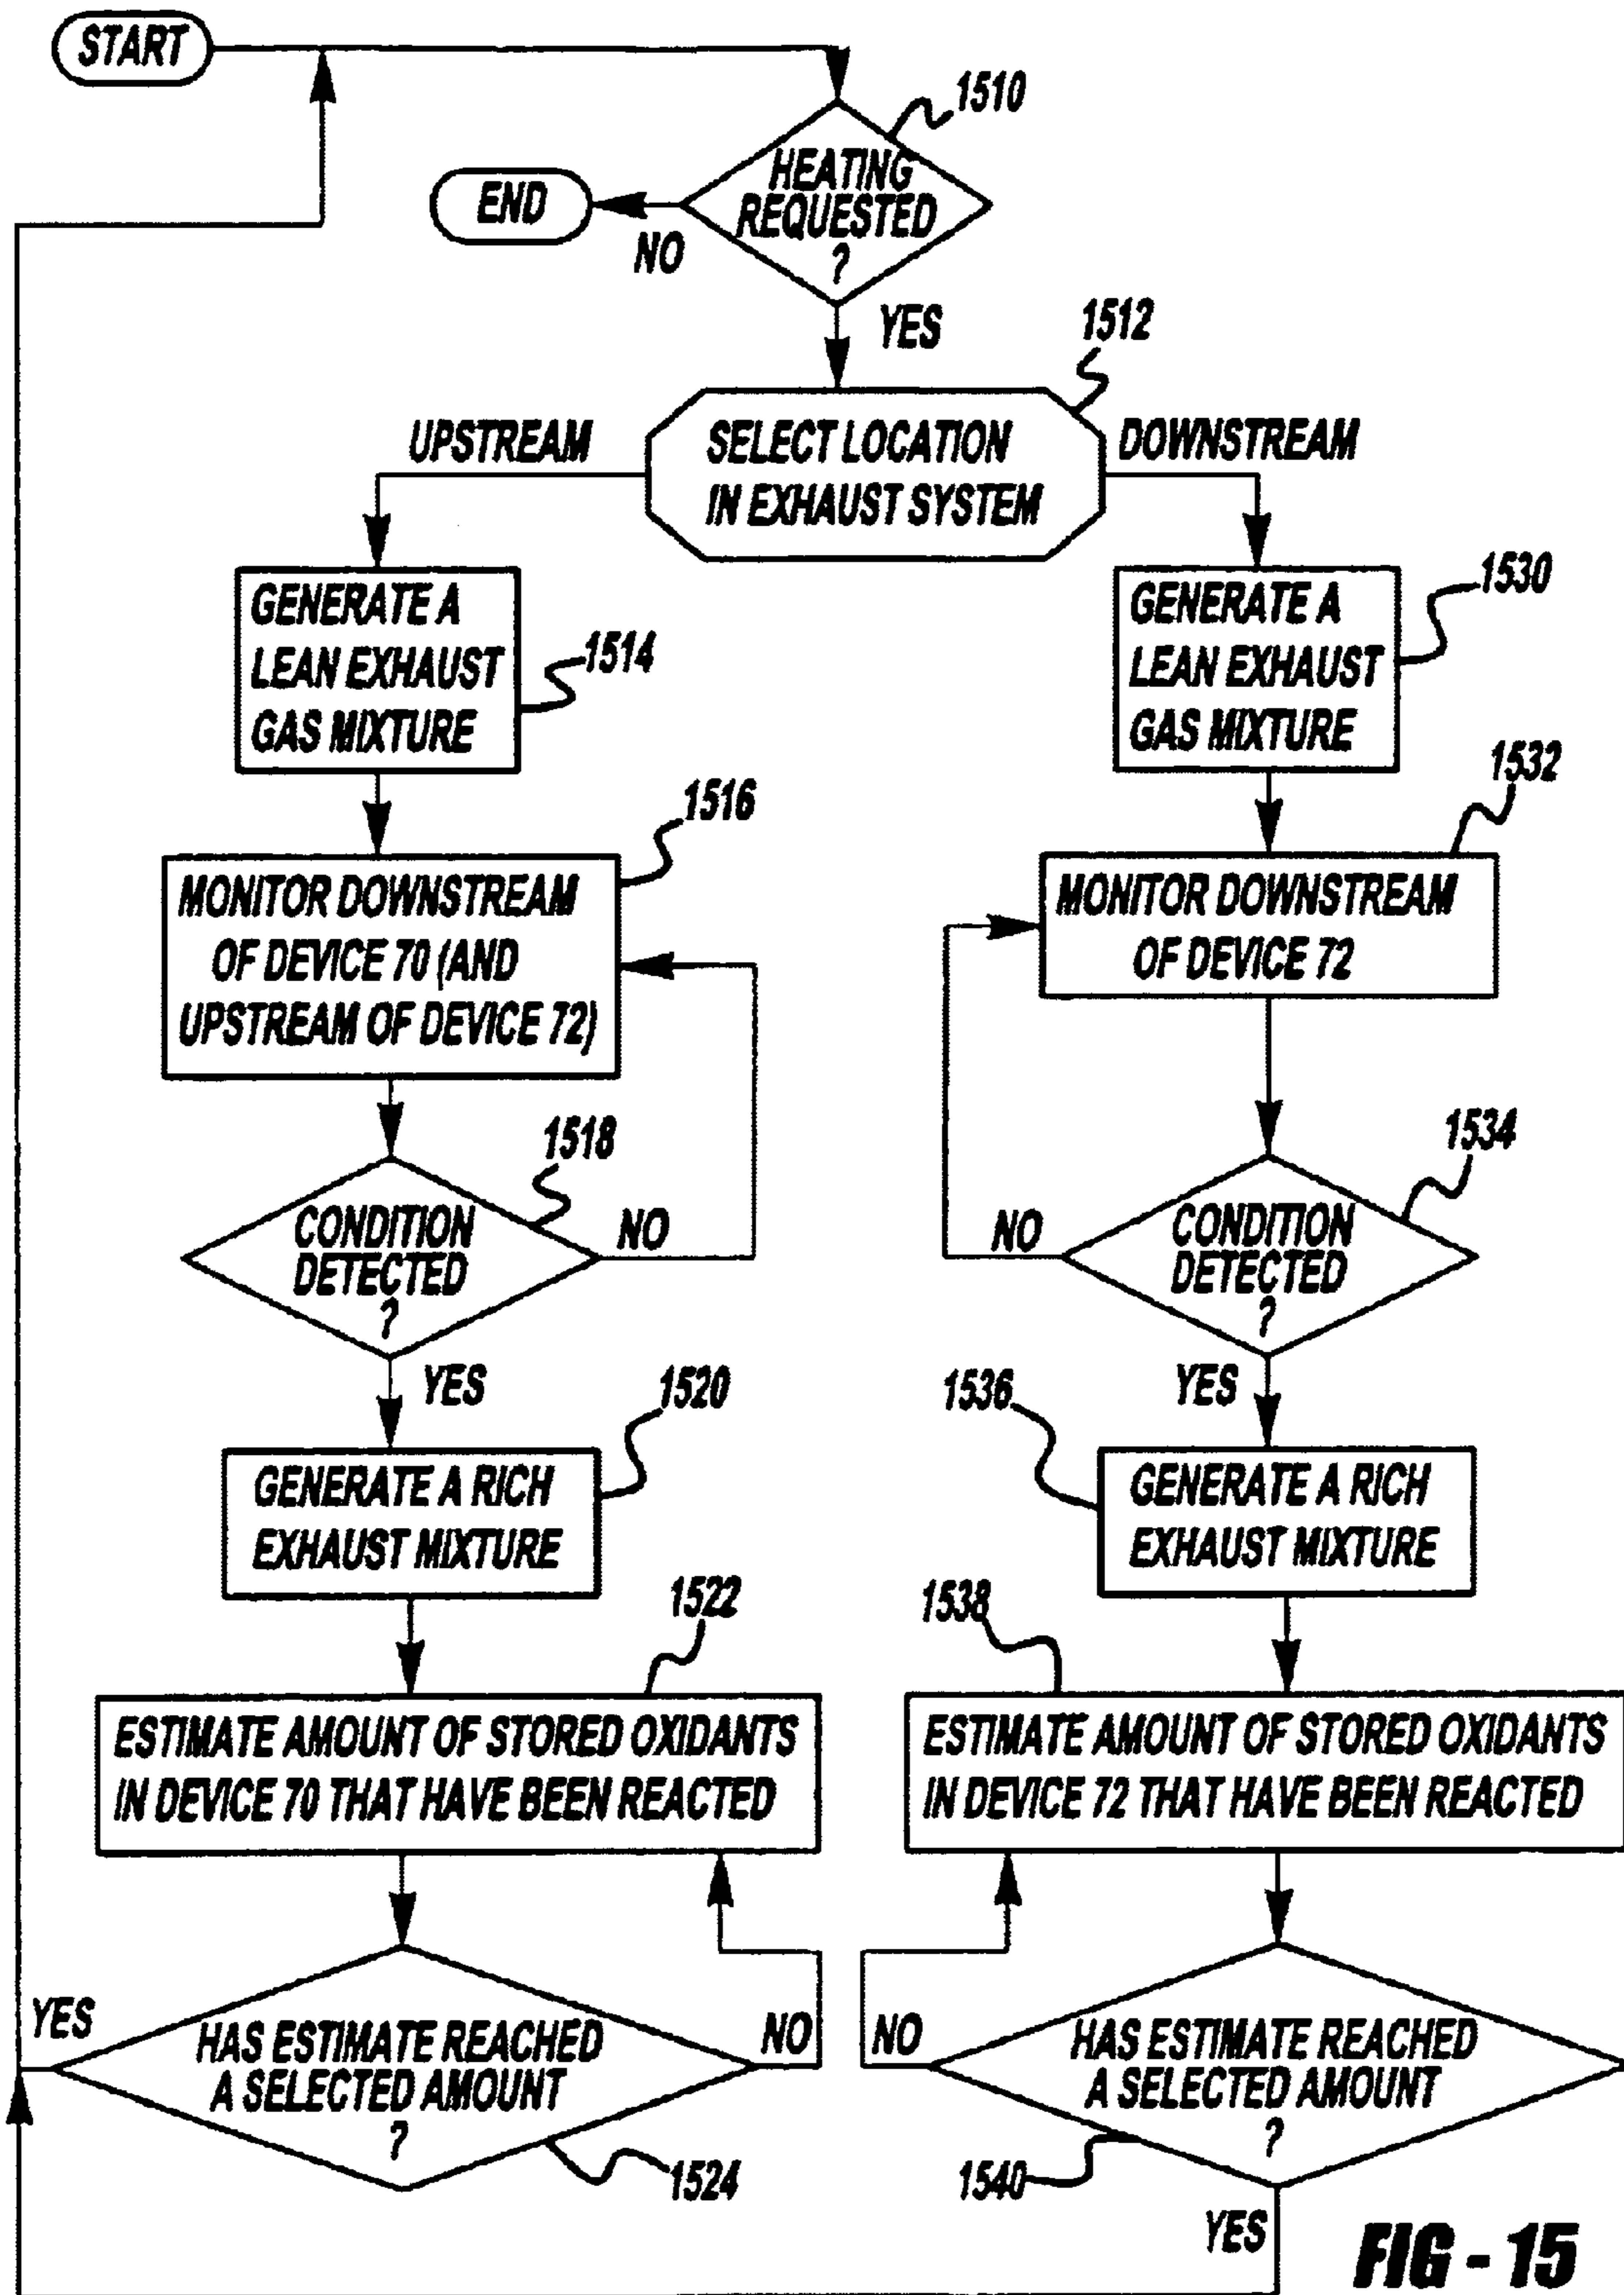 START
1510
HEATING
REQUESTED
?
END
NO
YES
1512
UPSTREAM
SELECT LOCATION
IN EXHAUST SYSTEM
DOWNSTREAM
GENERATE A
LEAN EXHAUST
GAS MIXTURE
1514
GENERATE A
LEAN EXHAUST
GAS MIXTURE
1530
1516
MONITOR DOWNSTREAM
OF DEVICE 70 (AND
UPSTREAM OF DEVICE 72)
1532
MONITOR DOWNSTREAM
OF DEVICE 72
1518
CONDITION
DETECTED
?
NO
YES
1534
NO
CONDITION
DETECTED
?
YES
1520
GENERATE A RICH
EXHAUST MIXTURE
1536
GENERATE A RICH
EXHAUST MIXTURE
1522
ESTIMATE AMOUNT OF STORED OXIDANTS
IN DEVICE 70 THAT HAVE BEEN REACTED
1538
ESTIMATE AMOUNT OF STORED OXIDANTS
IN DEVICE 72 THAT HAVE BEEN REACTED
YES
HAS ESTIMATE REACHED
A SELECTED AMOUNT
?
NO
1524
NO
HAS ESTIMATE REACHED
A SELECTED AMOUNT
?
1540
YES
FIG - 15